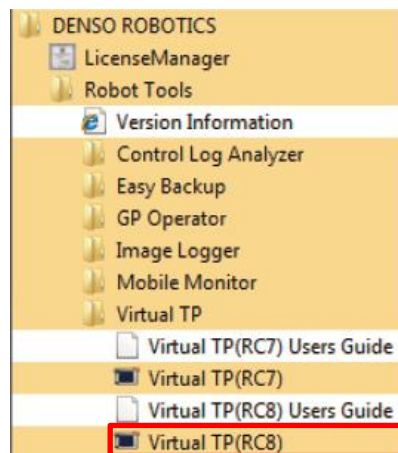 DENSO ROBOTICS
LicenseManager
Robot Tools
Version Information
Control Log Analyzer
Easy Backup
GP Operator
Image Logger
Mobile Monitor
Virtual TP
Virtual TP(RC7) Users Guide
Virtual TP(RC7)
Virtual TP(RC8) Users Guide
Virtual TP(RC8)